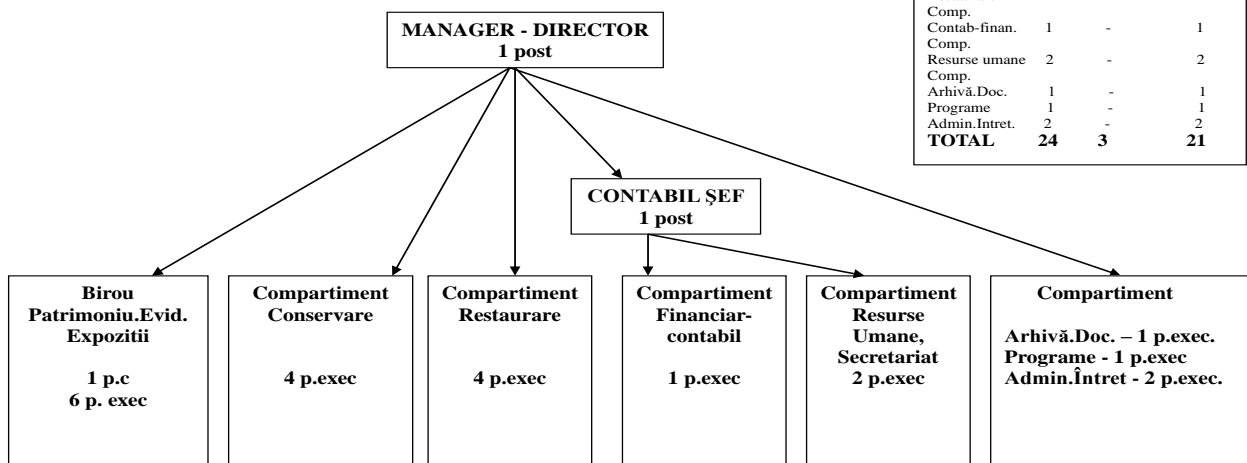 MANAGER - DIRECTOR
1 post
Comp.
Contab-finan. 1 - 1
Comp.
Resurse umane 2 - 2
Comp.
Arhivă.Doc. 1 - 1
Programe 1 - 1
Admin.Intret. 2 - 2
TOTAL 24 3 21
CONTABIL ŞEF
1 post
Birou
Patrimoniu.Evid.
Expozitii
1 p.c
6 p. exec
Compartiment
Conservare
4 p.exec
Compartiment
Restaurare
4 p.exec
Compartiment
Financiar-
contabil
1 p.exec
Compartiment
Resurse
Umane,
Secretariat
2 p.exec
Compartiment
Arhivă.Doc. – 1 p.exec.
Programe - 1 p.exec
Admin.Întret - 2 p.exec.